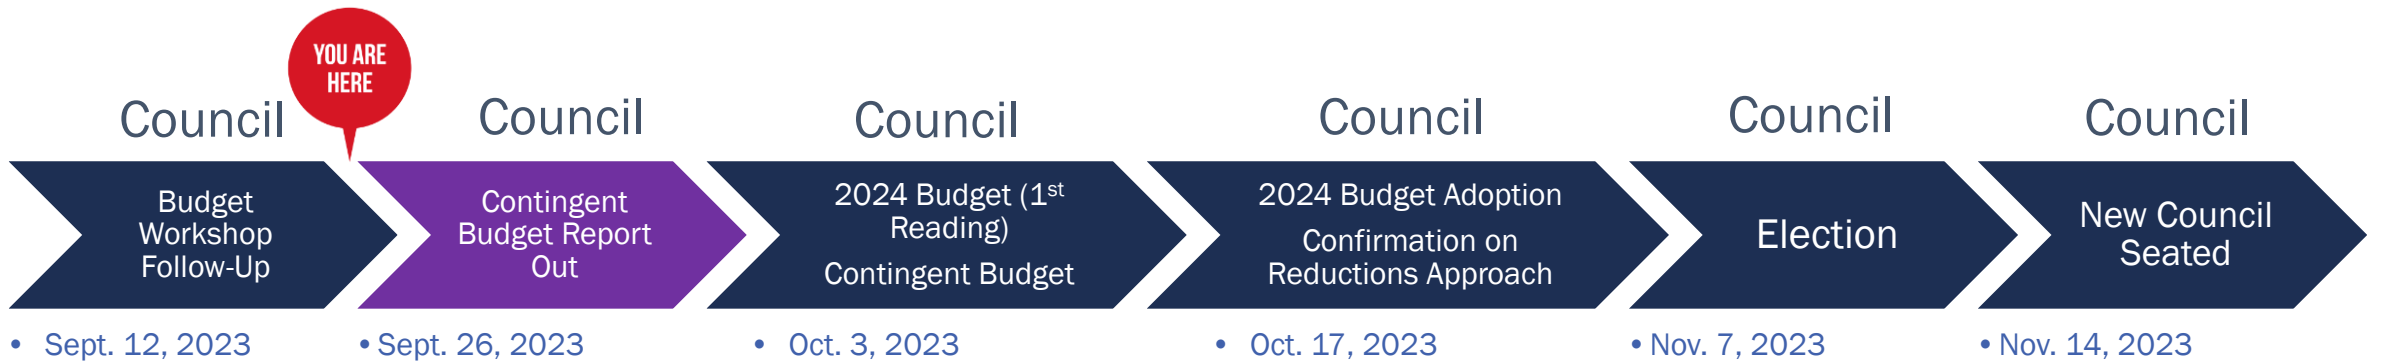 YOU ARE
HERE
Council
Budget
Workshop
Follow-Up
• Sept. 12, 2023
Council
Contingent
Budget Report
Out
• Sept. 26, 2023
Council
2024 Budget (1st
Reading)
Contingent Budget
• Oct. 3, 2023
Council
2024 Budget Adoption
Confirmation on
Reductions Approach
• Oct. 17, 2023
Council
Election
• Nov. 7, 2023
Council
New Council
Seated
• Nov. 14, 2023